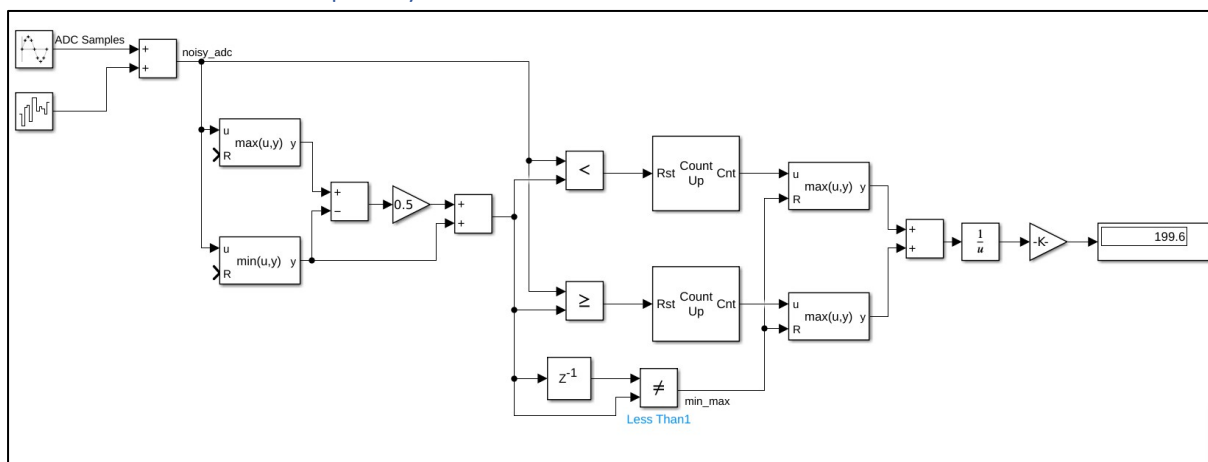 ADC Samples
+
+
noisy_adc
u
R
max(u,y)
y
u
R
min(u,y)
y
+
−
0.5
+
+
<
Rst
Count
Up
Cnt
u
R
max(u,y)
y
≥
Rst
Count
Up
Cnt
u
R
max(u,y)
y
Z-1
≠
min_max
Less Than1
+
+
1
u
-K-
199.6